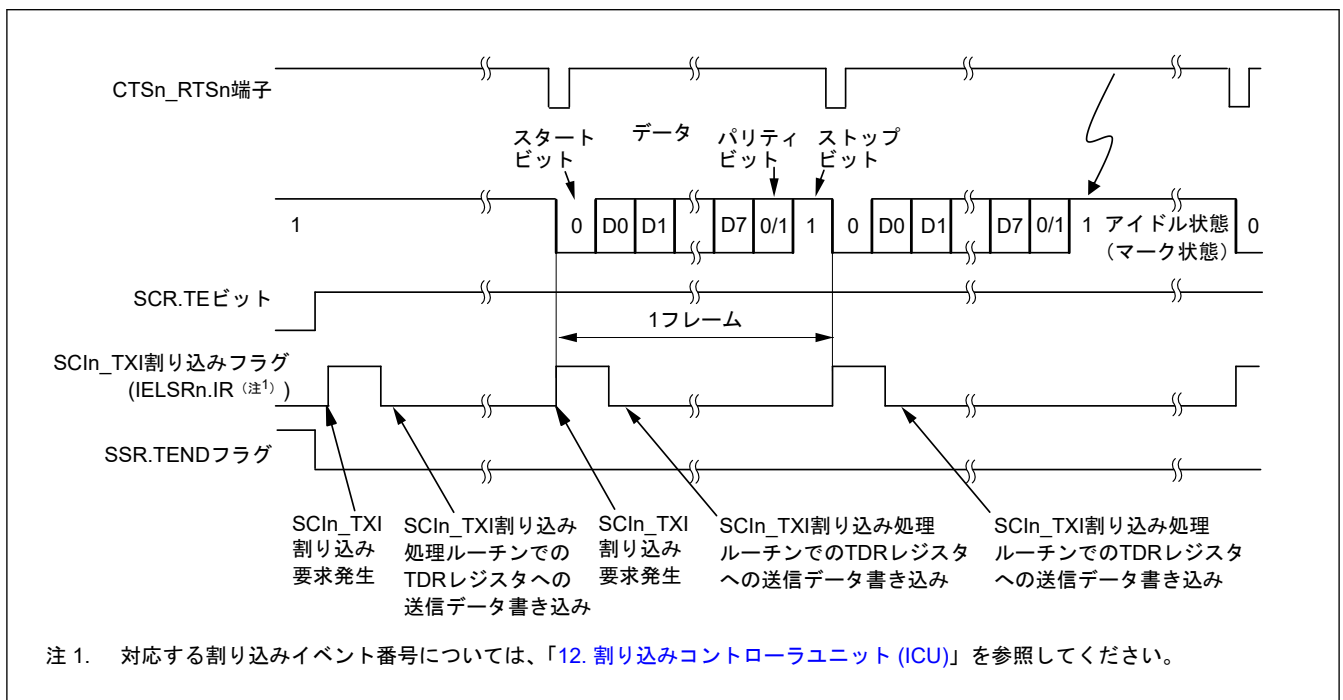 CTSn_RTSn端子
スタート
ビット
データ
パリティ
ビット
ストップ
ビット
1
0
D0
D1
D7
0/1
1
0
D0
D1
D7
0/1
1
アイドル状態
（マーク状態）
0
SCR.TEビット
1フレーム
SCIn_TXI割り込みフラグ
(IELSRn.IR（注1）)
SSR.TENDフラグ
SCIn_TXI
割り込み
要求発生
SCIn_TXI割り込み
処理ルーチンでの
TDRレジスタへの
送信データ書き込み
SCIn_TXI
割り込み
要求発生
SCIn_TXI割り込み処理
ルーチンでのTDRレジスタ
への送信データ書き込み
SCIn_TXI割り込み処理
ルーチンでのTDRレジスタ
への送信データ書き込み
注 1. 対応する割り込みイベント番号については、「12. 割り込みコントローラユニット (ICU)」を参照してください。